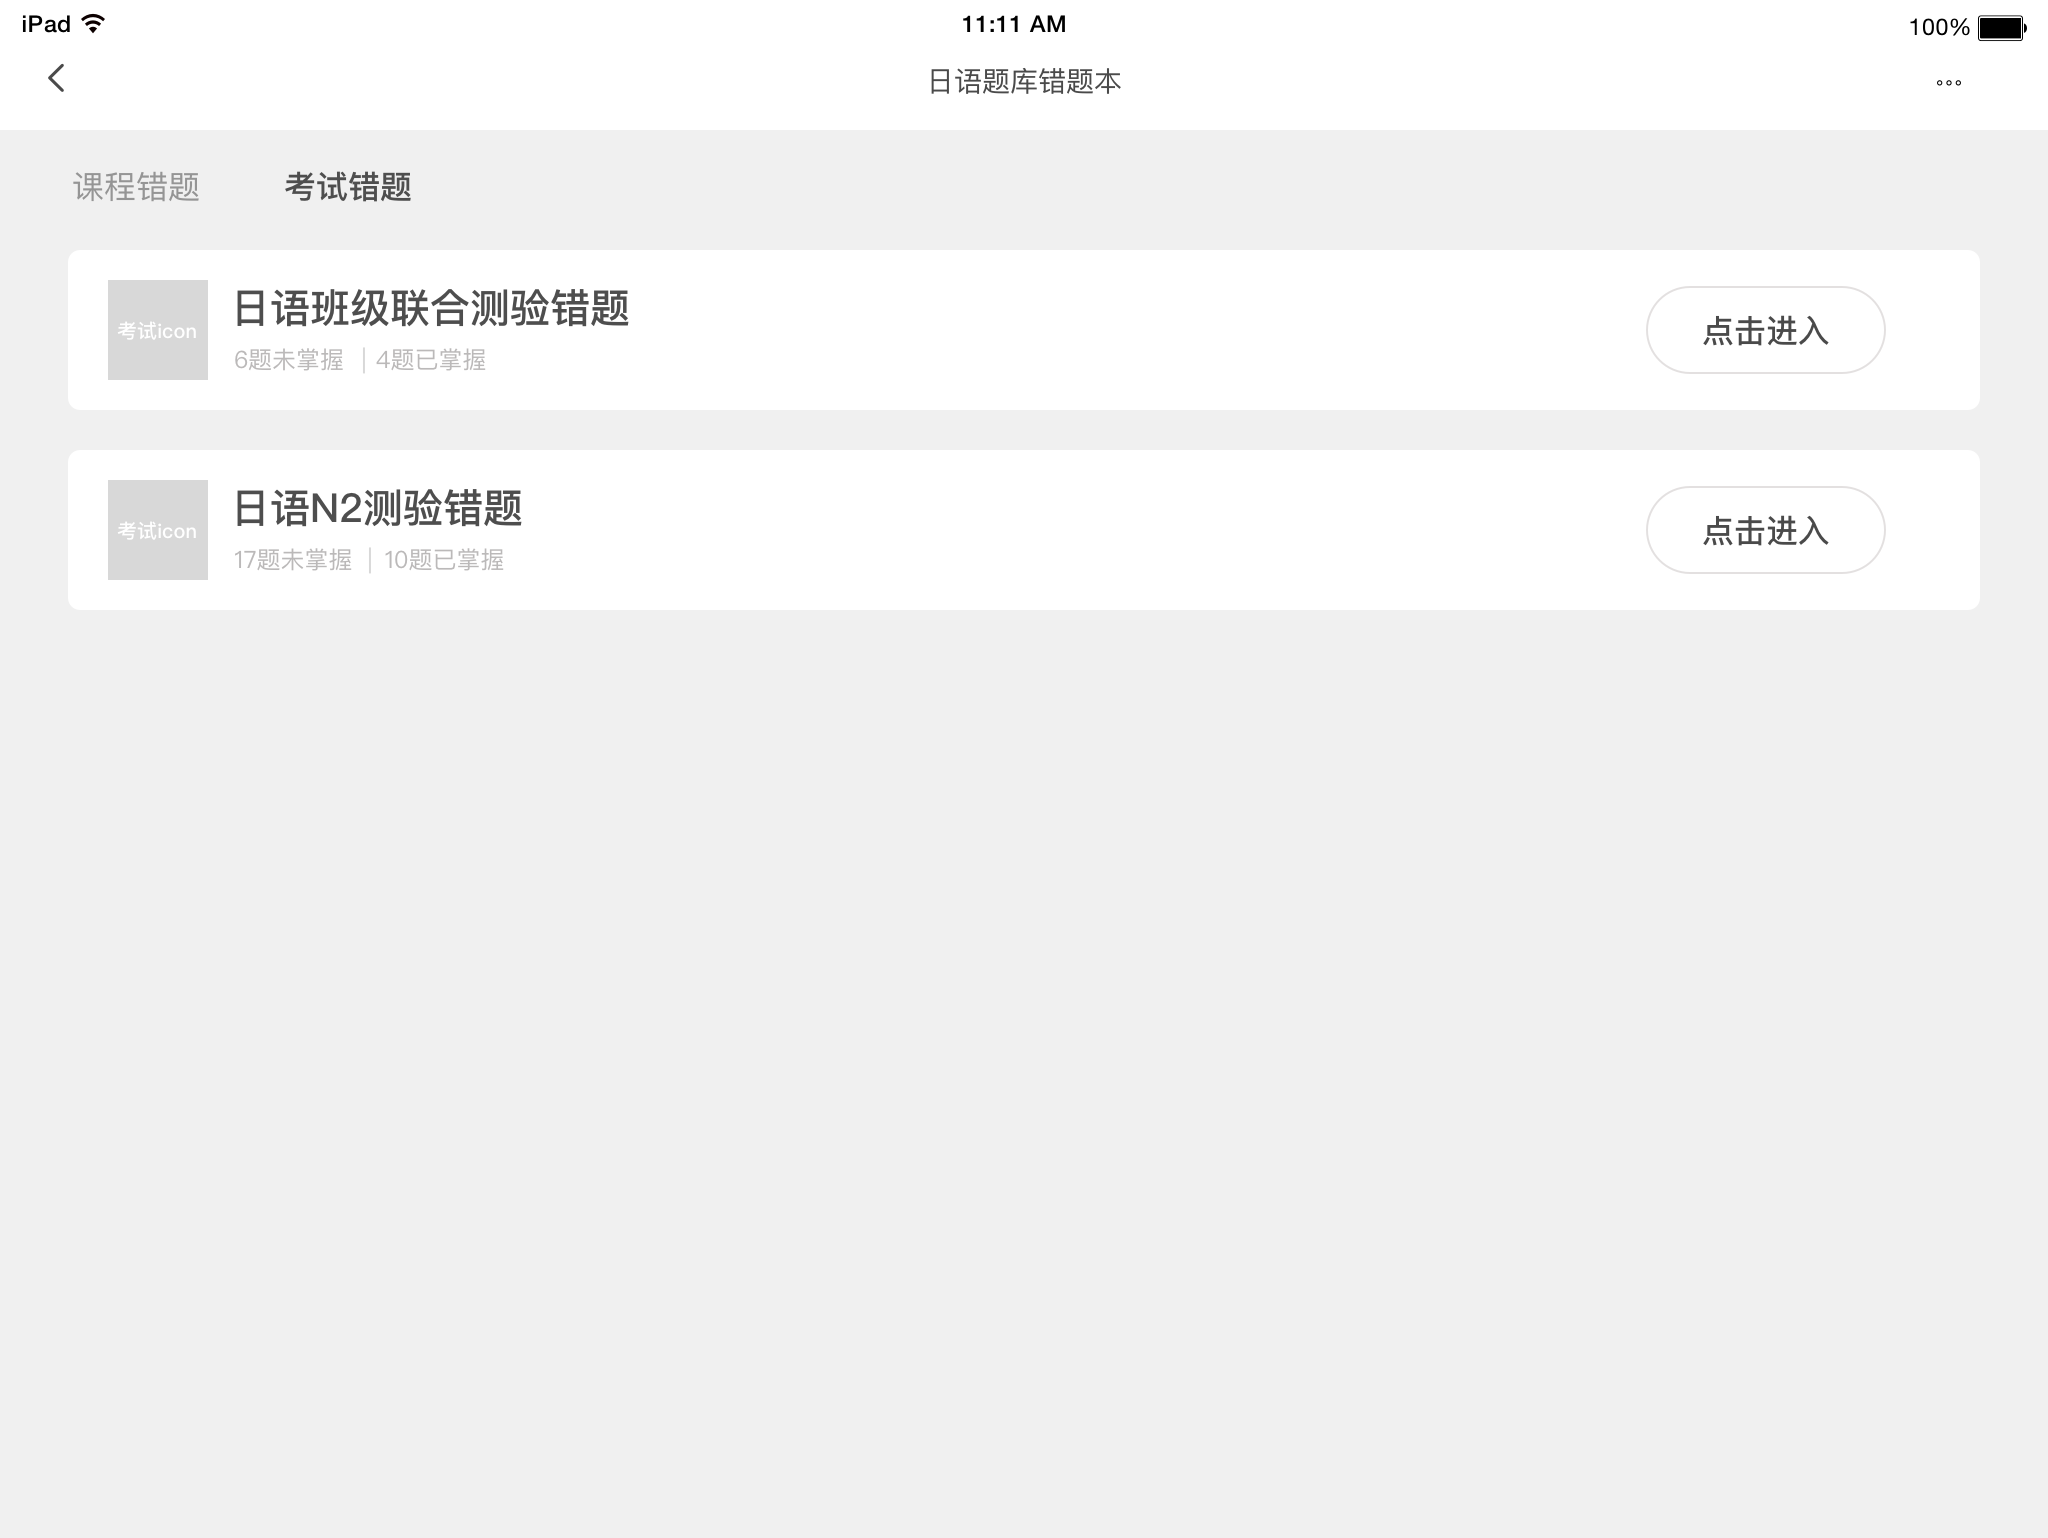 iPad 11:11 AM 100%
日语题库错题本
课程错题 考试错题
考试icon
日语班级联合测验错题
6题未掌握 | 4题已掌握
点击进入
考试icon
日语N2测验错题
17题未掌握 | 10题已掌握
点击进入